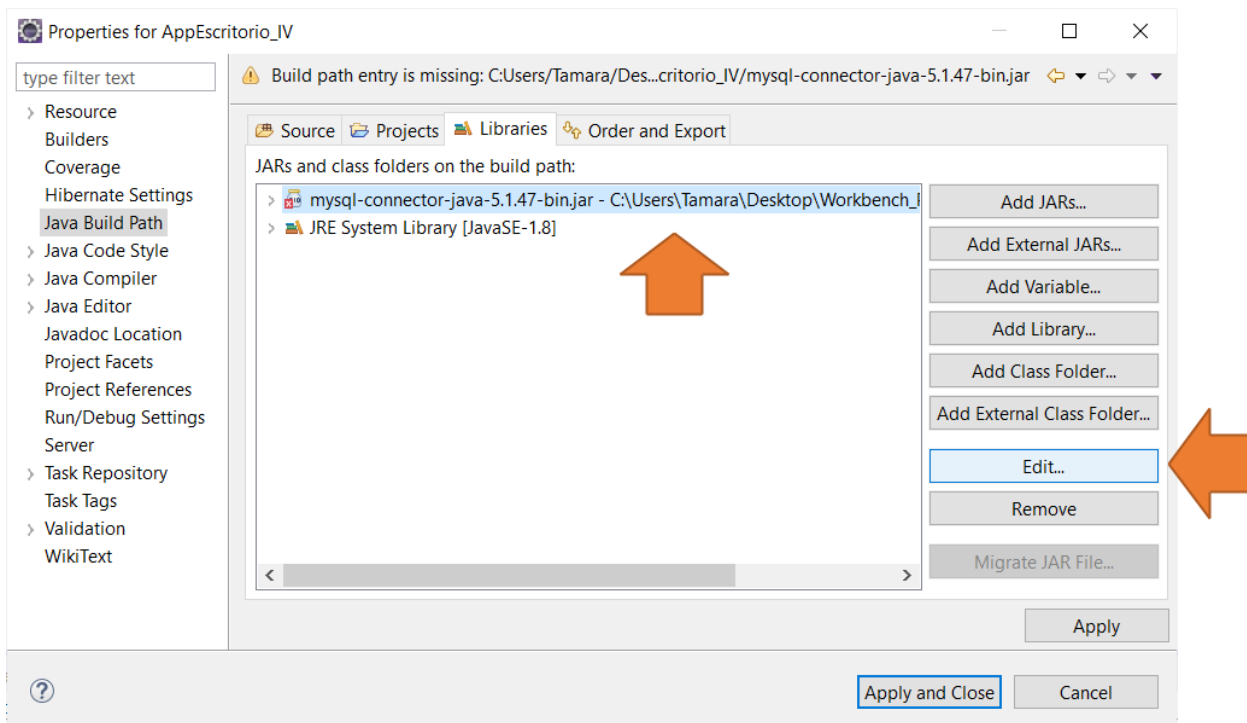 Properties for AppEscritorio_IV
type filter text
Build path entry is missing: C:Users/Tamara/Des...critorio_IV/mysql-connector-java-5.1.47-bin.jar
Resource
Builders
Coverage
Hibernate Settings
Java Build Path
Java Code Style
Java Compiler
Java Editor
Javadoc Location
Project Facets
Project References
Run/Debug Settings
Server
Task Repository
Task Tags
Validation
WikiText
Source Projects Libraries Order and Export
JARs and class folders on the build path:
mysql-connector-java-5.1.47-bin.jar - C:\Users\Tamara\Desktop\Workbench_
JRE System Library [JavaSE-1.8]
Add JARs...
Add External JARs...
Add Variable...
Add Library...
Add Class Folder...
Add External Class Folder...
Edit...
Remove
Migrate JAR File...
Apply
?
Apply and Close
Cancel